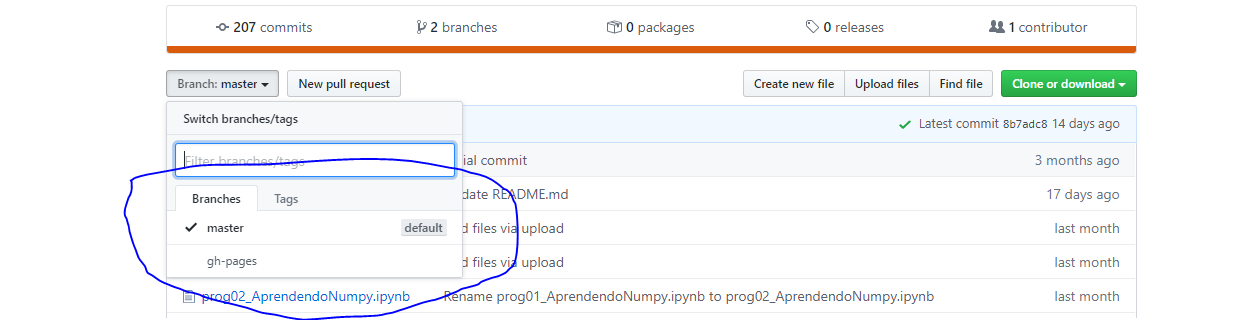 207 commits 2 branches 0 packages 0 releases 1 contributor
Branch: master New pull request Create new file Upload files Find file Clone or download
Switch branches/tags
Latest commit 8b7adc8 14 days ago
Filter branches/tags
ial commit 3 months ago
Branches Tags
date README.md 17 days ago
master default
d files via upload last month
gh-pages
d files via upload last month
prog02_AprendendoNumpy.ipynb Rename prog01_AprendendoNumpy.ipynb to prog02_AprendendoNumpy.ipynb last month